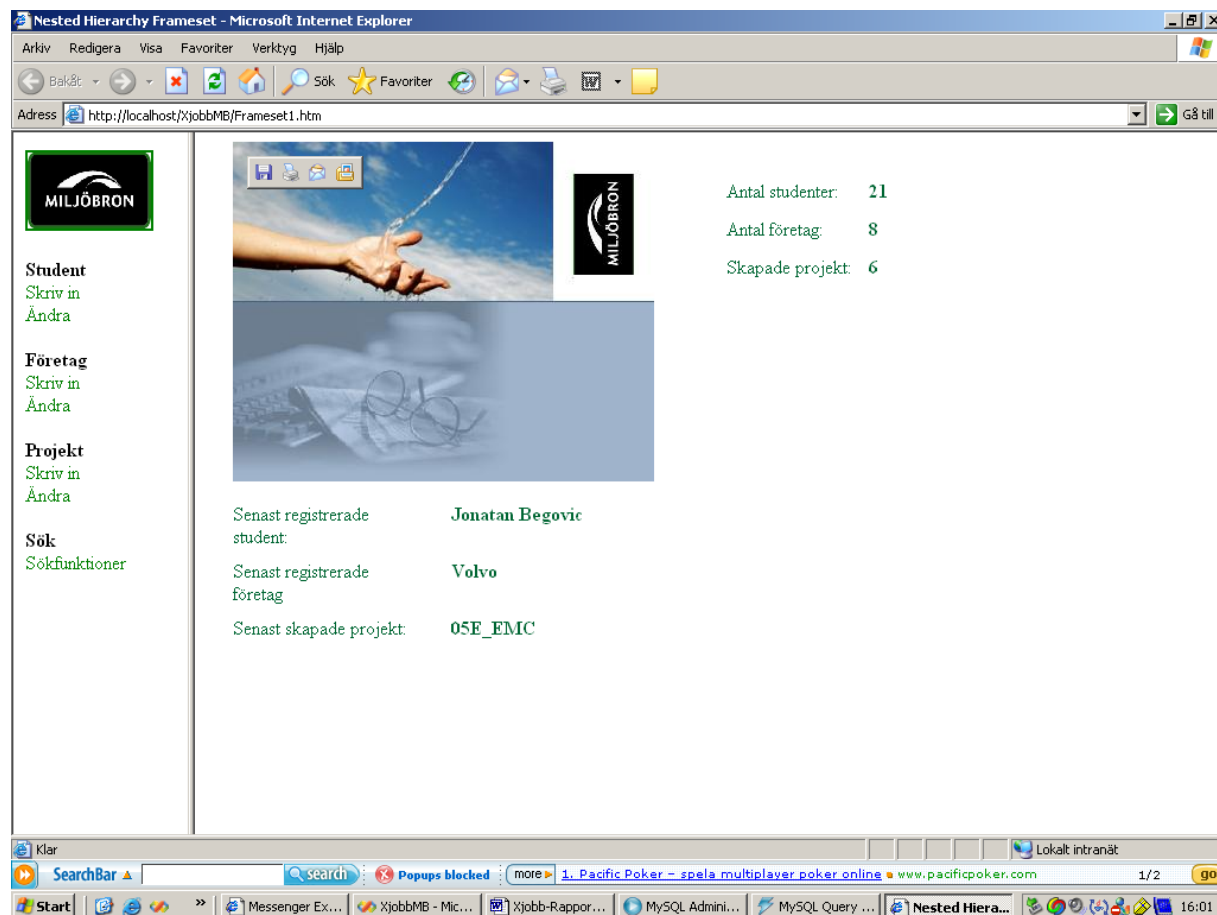 Nested Hierarchy Frameset - Microsoft Internet Explorer
Arkiv Redigera Visa Favoriter Verktyg Hjälp
Bakåt Sök Favoriter
Adress http://localhost/XjobbMB/Frameset1.htm Gå till
MILJÖBRON
Student
Skriv in
Ändra
Företag
Skriv in
Ändra
Projekt
Skriv in
Ändra
Sök
Sökfunktioner
MILJÖBRON
Antal studenter: 21
Antal företag: 8
Skapade projekt: 6
Senast registrerade
student: Jonatan Begovic
Senast registrerade
företag Volvo
Senast skapade projekt: 05E_EMC
Klar Lokalt intranät
SearchBar search Popups blocked more 1. Pacific Poker - spela multiplayer poker online www.pacificpoker.com 1/2 go
Start Messenger Ex... XjobbMB - Mic... Xjobb-Rappor... MySQL Admini... MySQL Query ... Nested Hiera... 16:01